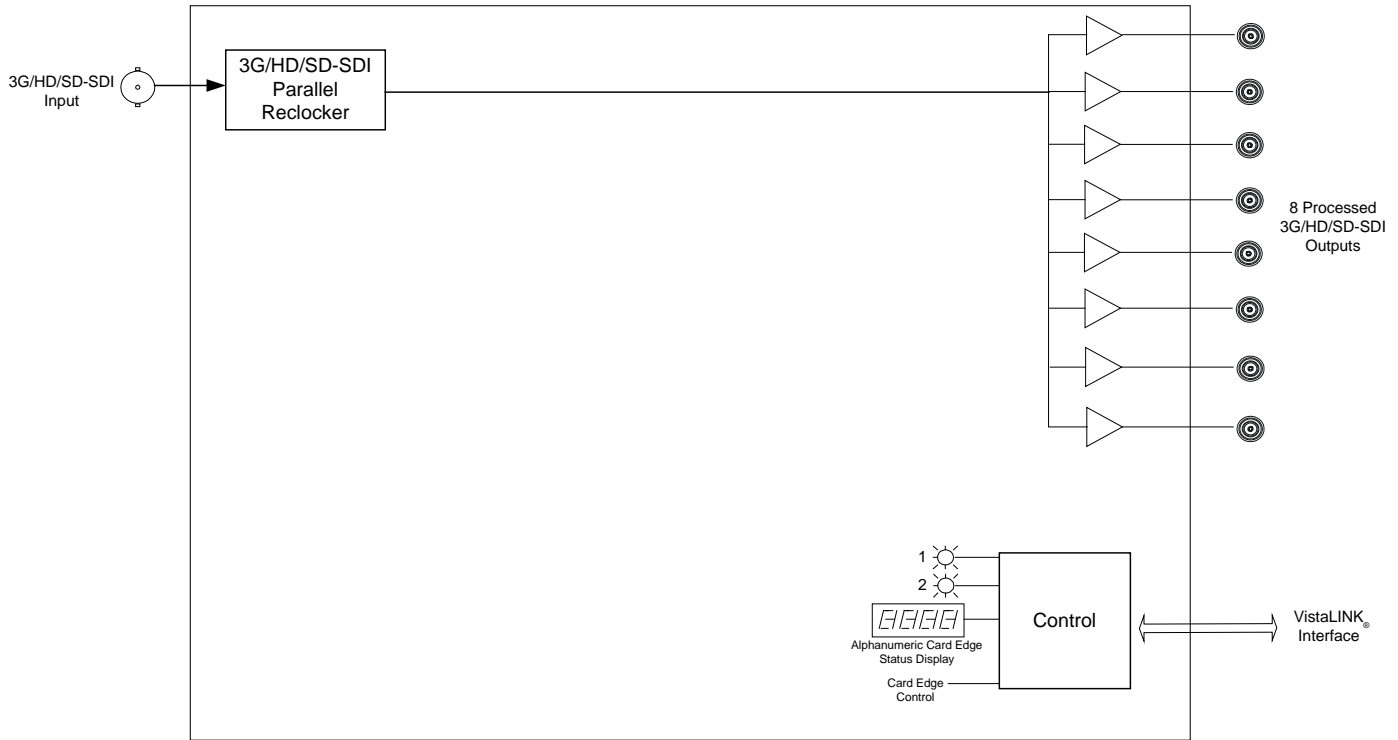 3G/HD/SD-SDI
Input
3G/HD/SD-SDI
Parallel
Reclocker
8 Processed
3G/HD/SD-SDI
Outputs
1
2
Alphanumeric Card Edge
Status Display
Card Edge
Control
Control
VistaLINK®
Interface